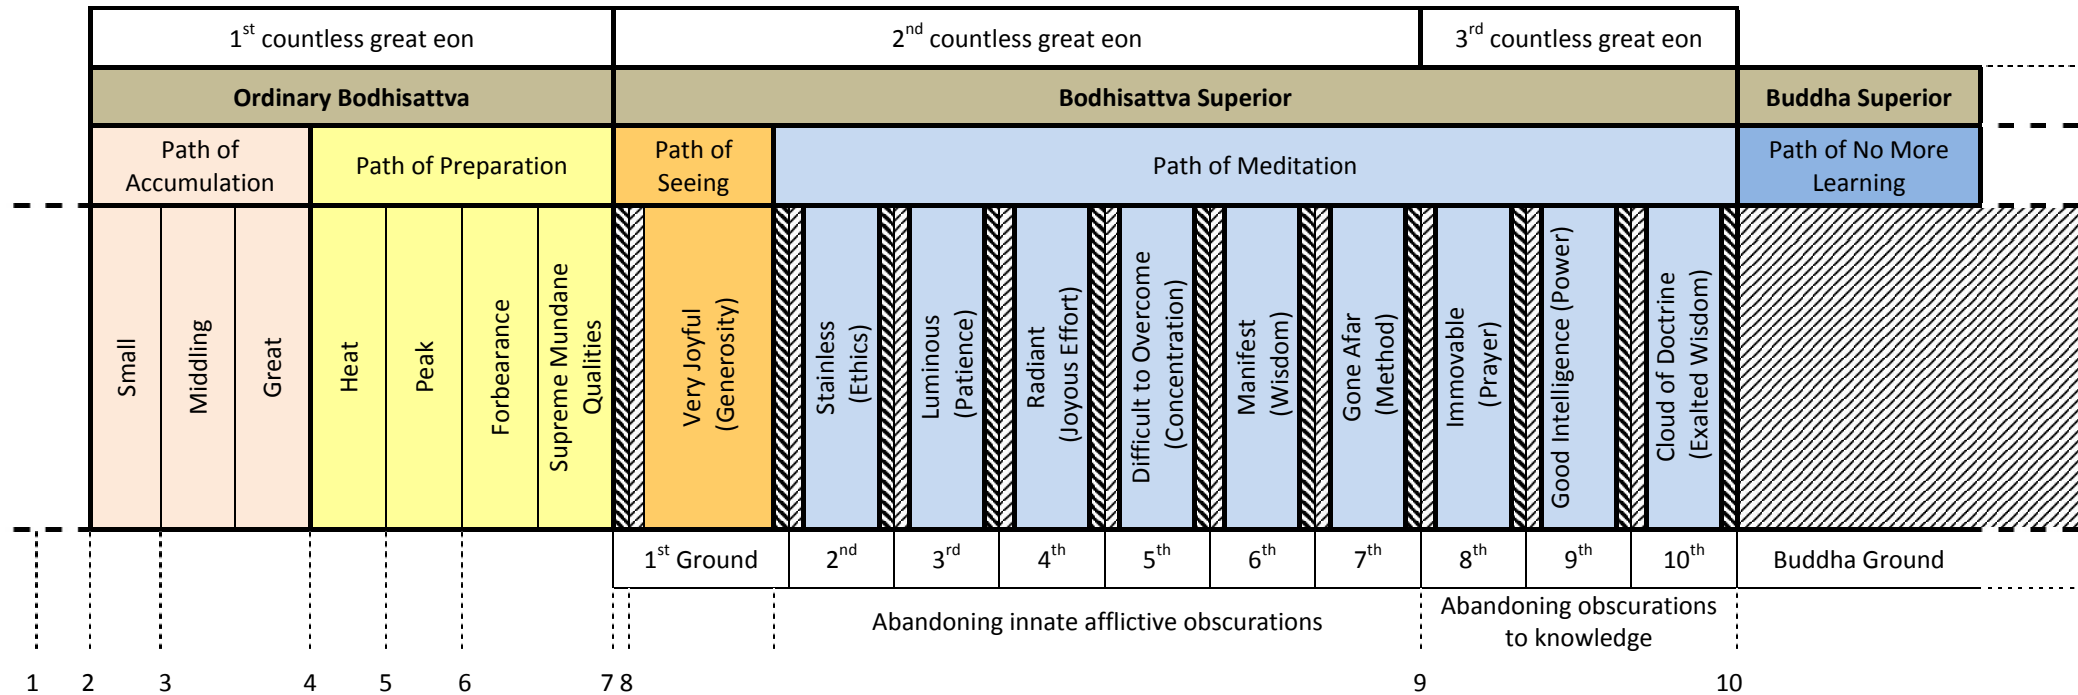 1st countless great eon
2nd countless great eon
3rd countless great eon
Ordinary Bodhisattva
Bodhisattva Superior
Buddha Superior
Path of
Accumulation
Path of Preparation
Path of
Seeing
Path of Meditation
Path of No More
Learning
Small
Middling
Great
Heat
Peak
Forbearance
Supreme Mundane
Qualities
Very Joyful
(Generosity)
Stainless
(Ethics)
Luminous
(Patience)
Radiant
(Joyous Effort)
Difficult to Overcome
(Concentration)
Manifest
(Wisdom)
Gone Afar
(Method)
Immovable
(Prayer)
Good Intelligence (Power)
Cloud of Doctrine
(Exalted Wisdom)
1st Ground
2nd
3rd
4th
5th
6th
7th
8th
9th
10th
Buddha Ground
Abandoning innate afflictive obscurations
Abandoning obscurations
to knowledge
1
2
3
4
5
6
7
8
9
10